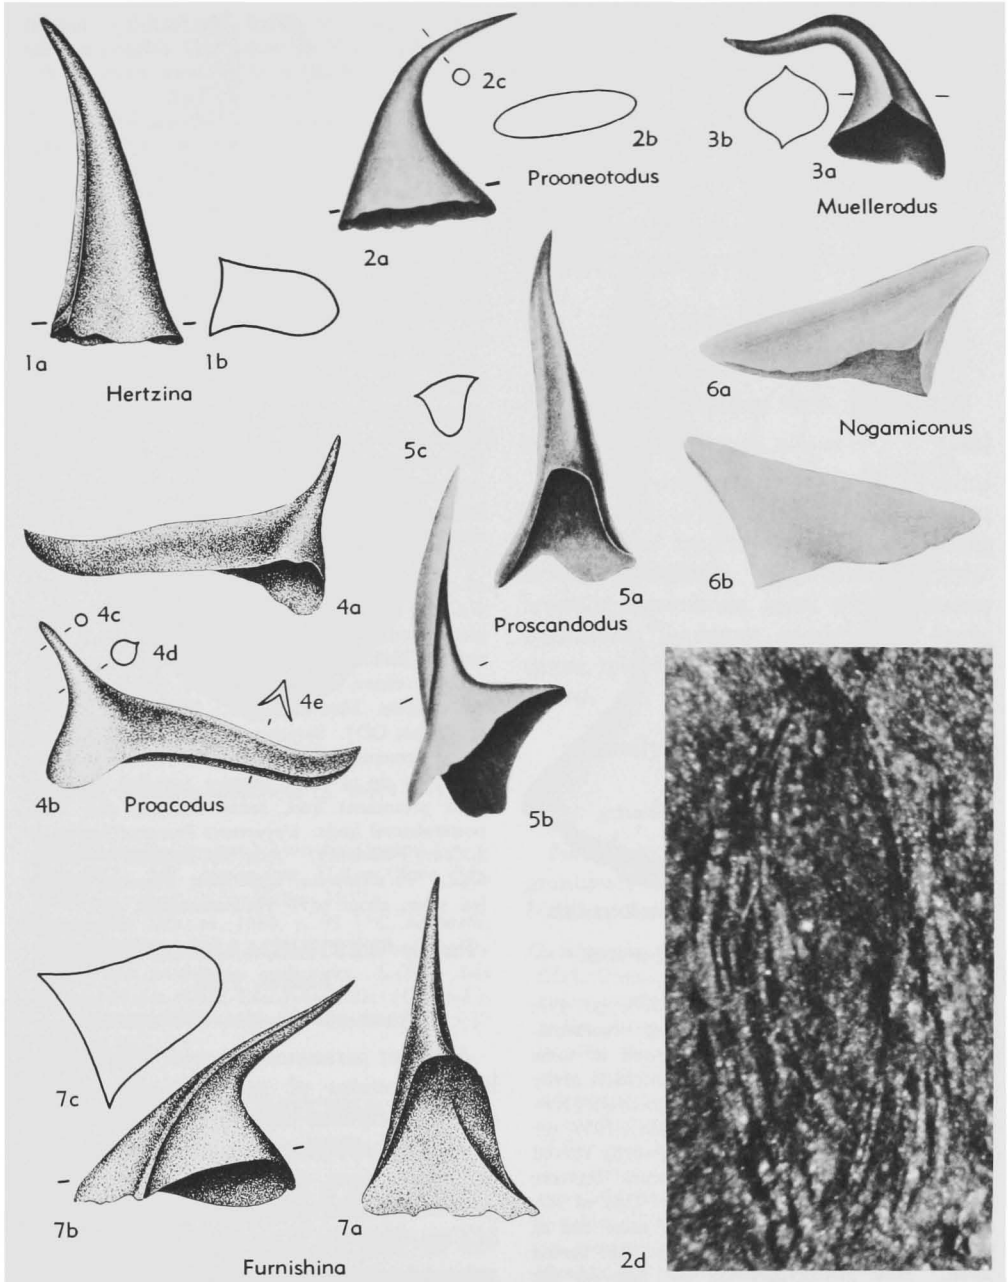 2c
2b
Prooneotodus
2a
3b
3a
Muellerodus
1a
1b
Hertzina
6a
Nogamiconus
6b
5c
5a
Proscandodus
5b
4a
4c
4d
4e
4b
Proacodus
7c
7b
7a
Furnishina
2d